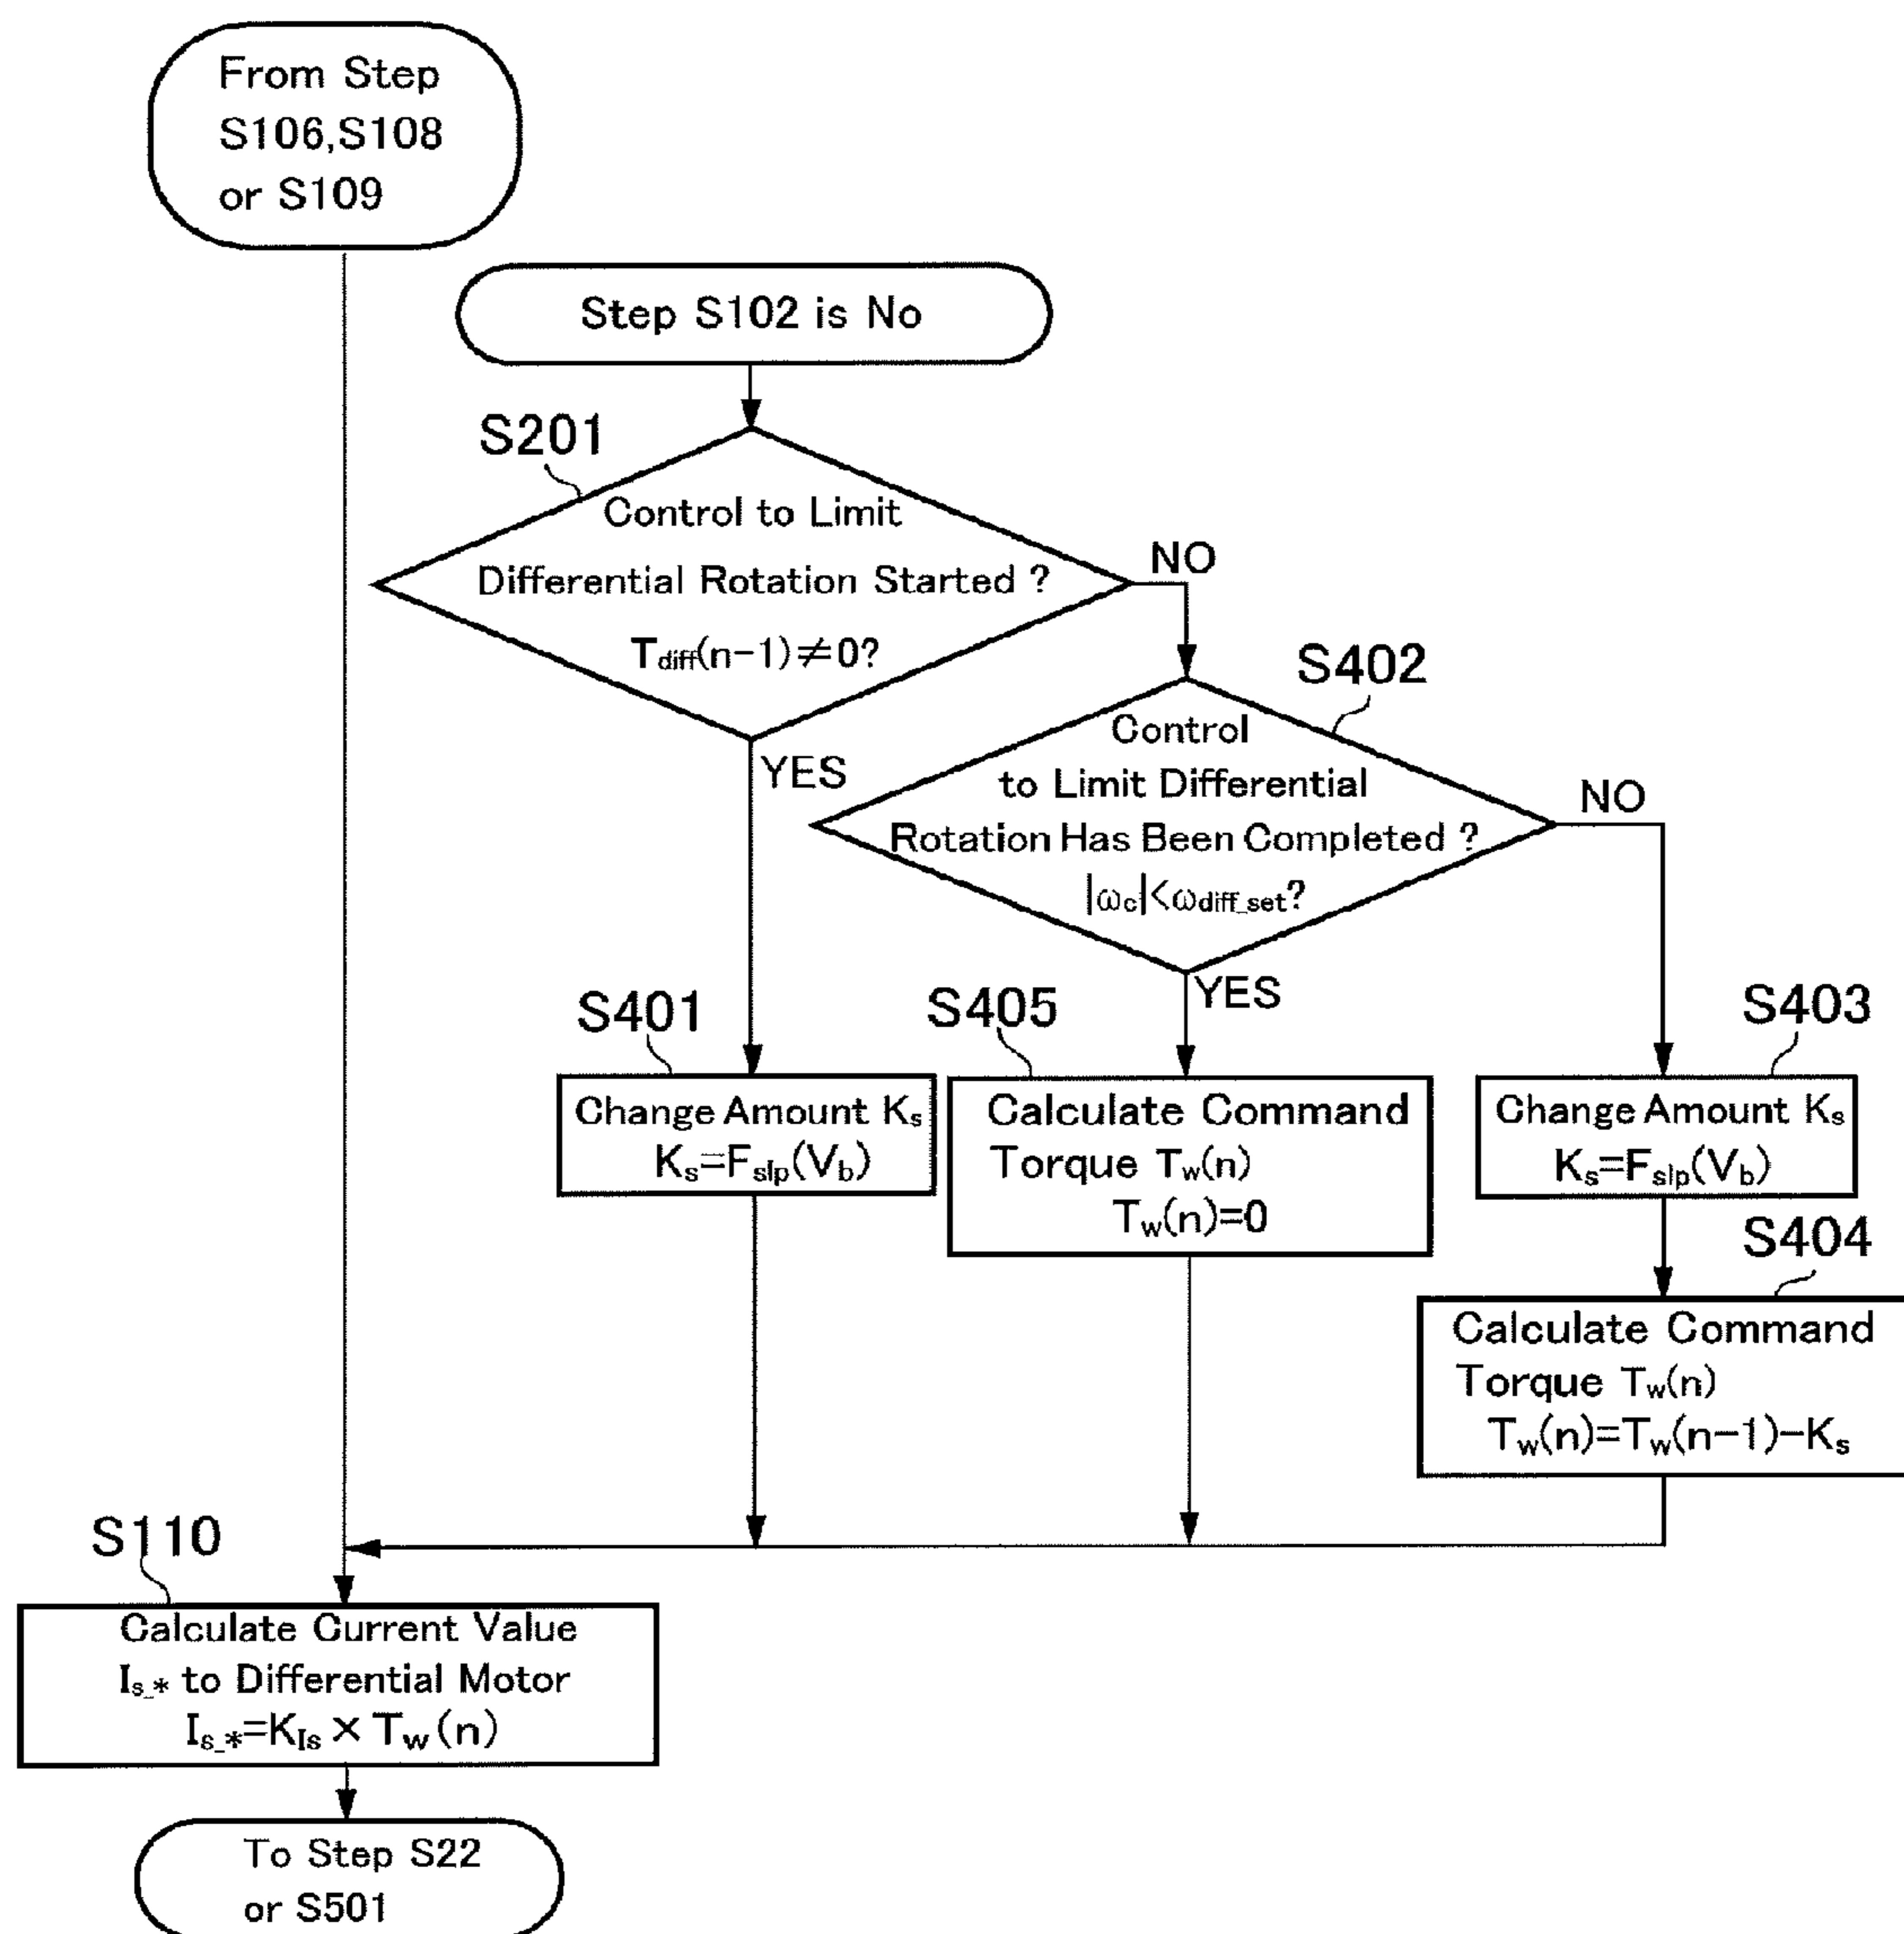 From Step
S106,S108
or S109
Step S102 is No
S201
Control to Limit
Differential Rotation Started ?
Tdiff(n-1)≠0?
NO
YES
S402
Control
to Limit Differential
Rotation Has Been Completed ?
|ωc|<ωdiff_set?
NO
YES
S401
Change Amount Ks
Ks=Fslp(Vb)
S405
Calculate Command
Torque Tw(n)
Tw(n)=0
S403
Change Amount Ks
Ks=Fslp(Vb)
S404
Calculate Command
Torque Tw(n)
Tw(n)=Tw(n-1)-Ks
S110
Calculate Current Value
Is_* to Differential Motor
Is_*=KIs × Tw(n)
To Step S22
or S501